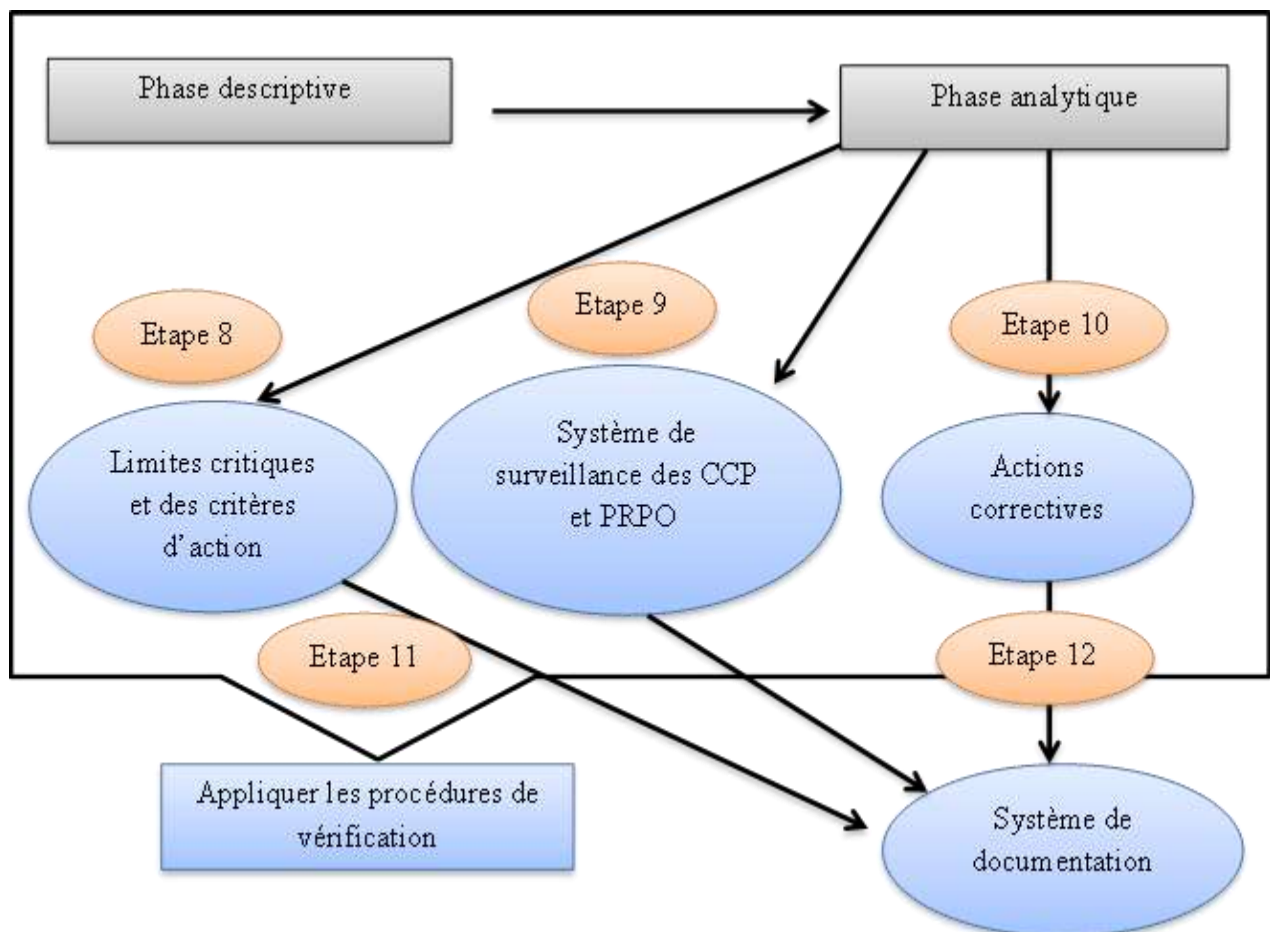 Phase descriptive
Phase analytique
Etape 8
Etape 9
Etape 10
Limites critiques
et des critères
d’action
Système de
surveillance des CCP
et PRPO
Actions
correctives
Etape 11
Etape 12
Appliquer les procédures de
vérification
Système de
documentation